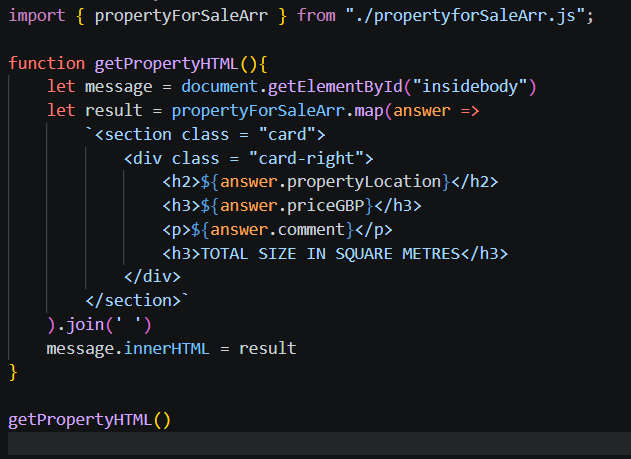 import { propertyForSaleArr } from "./propertyforSaleArr.js";
function getPropertyHTML(){
let message = document.getElementById("insidebody")
let result = propertyForSaleArr.map(answer =>
`<section class = "card">
<div class = "card-right">
<h2>${answer.propertyLocation}</h2>
<h3>${answer.priceGBP}</h3>
<p>${answer.comment}</p>
<h3>TOTAL SIZE IN SQUARE METRES</h3>
</div>
</section>`
).join(' ')
message.innerHTML = result
}
getPropertyHTML()